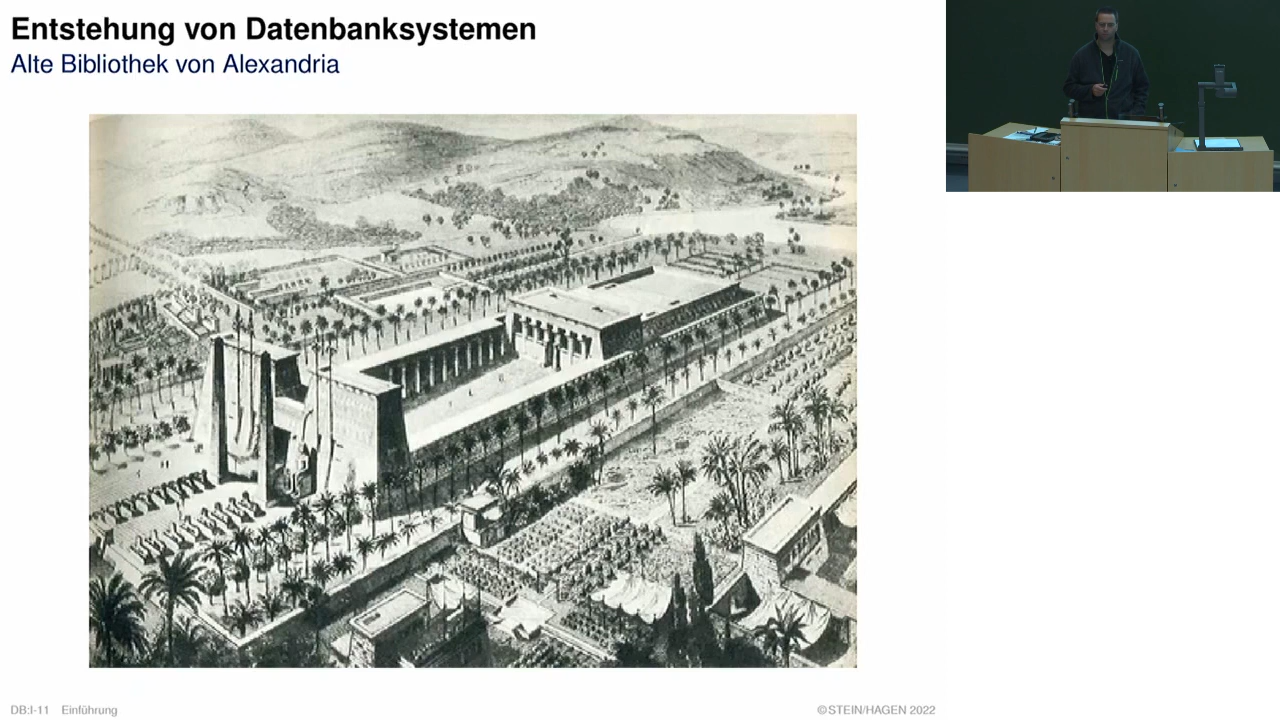 Entstehung von Datenbanksystemen
Alte Bibliothek von Alexandria
DB:I-11 Einführung
©STEIN/HAGEN 2022